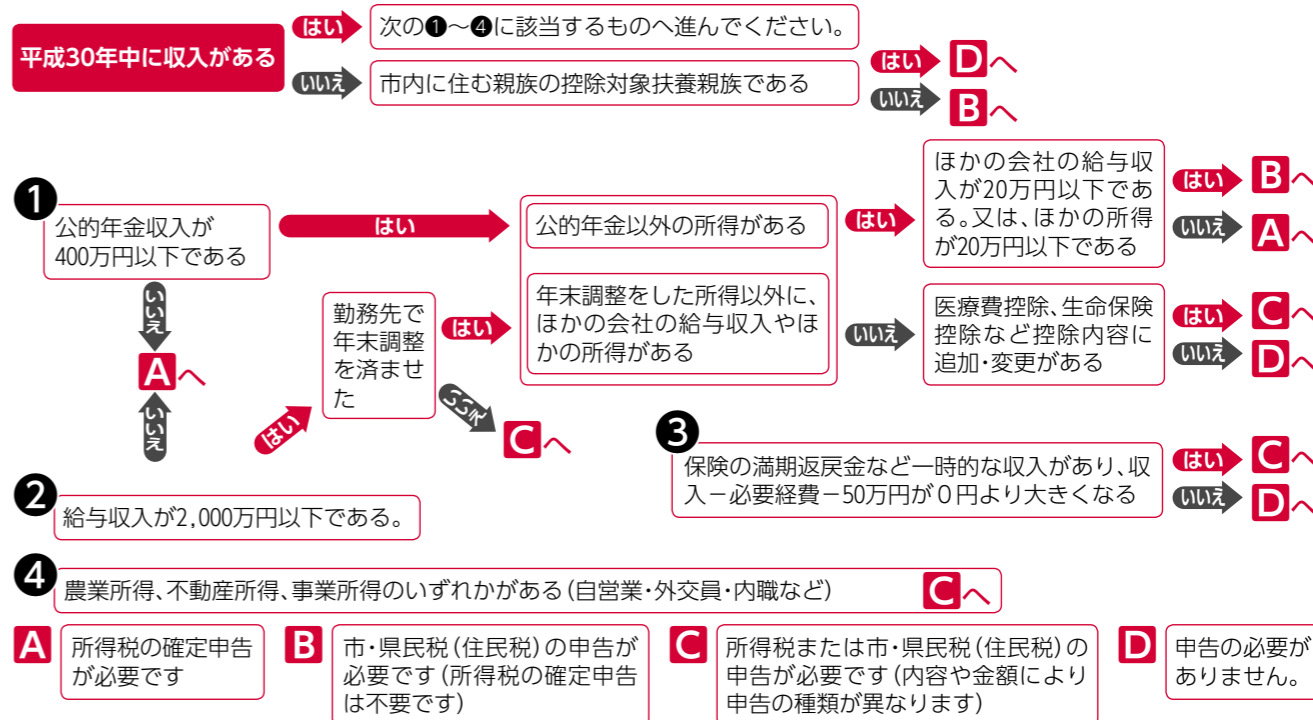 平成30年中に収入がある
はい
次の❶～❹に該当するものへ進んでください。
いいえ
市内に住む親族の控除対象扶養親族である
はい
Dへ
いいえ
Bへ
❶
公的年金収入が
400万円以下である
はい
公的年金以外の所得がある
はい
ほかの会社の給与収
入が20万円以下であ
る。又は、ほかの所得
が20万円以下である
はい
Bへ
いいえ
Aへ
いいえ
Aへ
いいえ
はい
勤務先で
年末調整
を済ませ
た
はい
年末調整をした所得以外に、
ほかの会社の給与収入やほ
かの所得がある
いいえ
医療費控除、生命保険
控除など控除内容に
追加・変更がある
はい
Cへ
いいえ
Dへ
いいえ
Cへ
❷
給与収入が2,000万円以下である。
❸
保険の満期返戻金など一時的な収入があり、収
入－必要経費－50万円が０円より大きくなる
はい
Cへ
いいえ
Dへ
❹
農業所得、不動産所得、事業所得のいずれかがある(自営業・外交員・内職など)
Cへ
A
所得税の確定申告
が必要です
B
市・県民税(住民税)の申告が
必要です(所得税の確定申告
は不要です)
C
所得税または市・県民税(住民税)の
申告が必要です(内容や金額により
申告の種類が異なります)
D
申告の必要が
ありません。